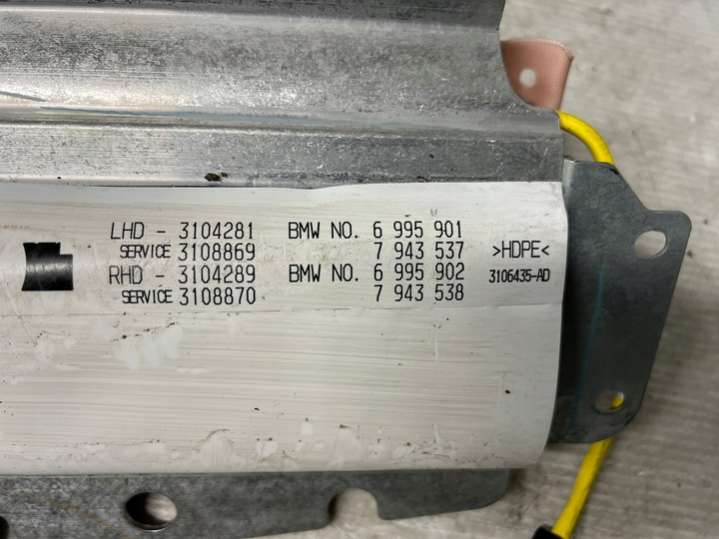 LHD - 3104281 BMW NO. 6 995 901
SERVICE 3108869 7 943 537 >HDPE<
RHD - 3104289 BMW NO. 6 995 902 3106435-AD
SERVICE 3108870 7 943 538